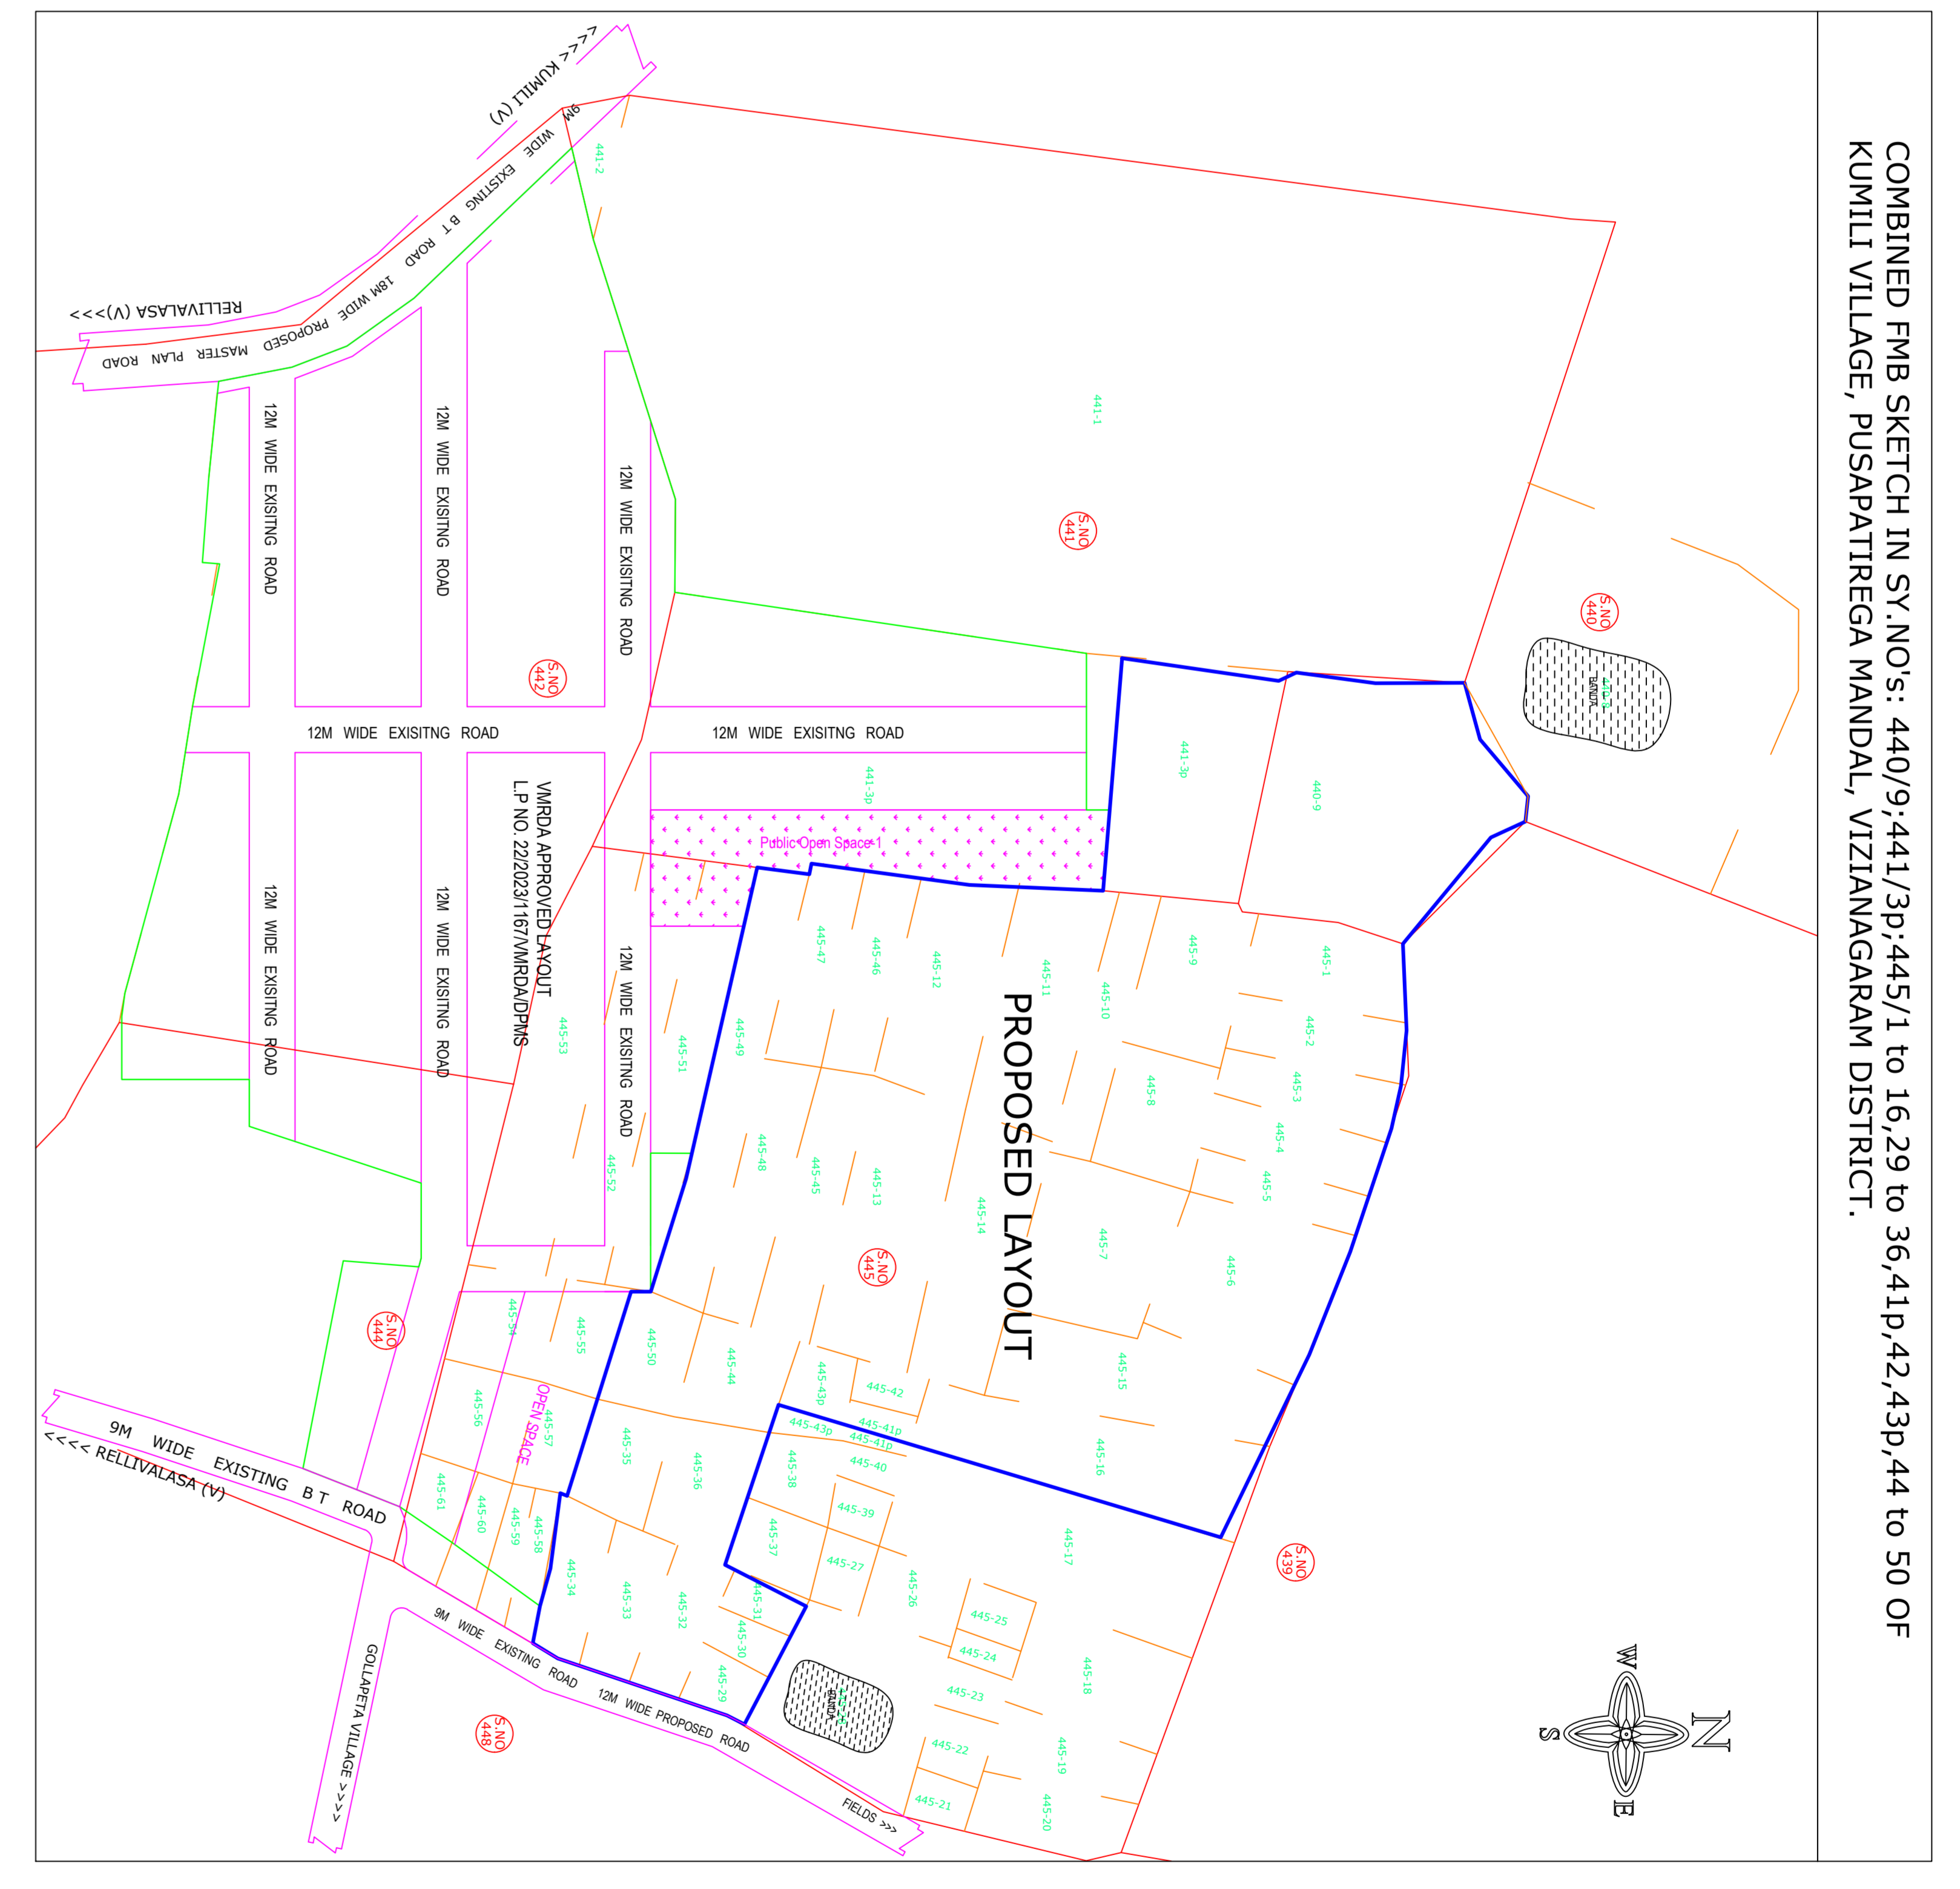 COMBINED FMB SKETCH IN SY.NO's: 440/9;441/3p;445/1 to 16,29 to 36,41p,42,43p,44 to 50 OF
KUMILI VILLAGE, PUSAPATIREGA MANDAL, VIZIANAGARAM DISTRICT.
<<<< KUMILI (V)
9M WIDE EXISTING B T ROAD
18M WIDE PROPOSED MASTER PLAN ROAD
RELLIVALASA (V)>>>
441-2
441-1
S.NO
441
S.NO
440
440-8
BANDA
12M WIDE EXISITNG ROAD
12M WIDE EXISITNG ROAD
12M WIDE EXISITNG ROAD
S.NO
442
12M WIDE EXISITNG ROAD
12M WIDE EXISITNG ROAD
441-3p
441-3p
440-9
Public Open Space-1
VMRDA APPROVED LAYOUT
L.P NO. 22/2023/1167/VMRDA/DPMS
12M WIDE EXISITNG ROAD
12M WIDE EXISITNG ROAD
12M WIDE EXISITNG ROAD
445-47
445-46
445-12
445-11
445-10
445-9
445-1
445-2
445-3
445-4
445-5
445-8
445-53
445-51
445-49
445-52
445-48
445-45
445-13
445-14
445-7
445-6
PROPOSED LAYOUT
S.NO
445
S.NO
444
445-54
445-55
445-50
445-44
445-43p
445-42
445-41p
445-43p
445-41p
445-15
445-16
445-56
445-57
OPEN SPACE
445-35
445-36
445-38
445-40
445-39
445-37
445-27
445-17
445-61
445-60
445-59
445-58
445-34
445-33
445-32
445-31
445-30
445-29
445-26
445-25
445-24
445-23
445-22
445-21
445-18
445-19
445-20
S.NO
439
BANDA
9M WIDE EXISTING B T ROAD
<<<< RELLIVALASA (V)
9M WIDE EXISTING ROAD
12M WIDE PROPOSED ROAD
FIELDS >>>
GOLLAPETA VILLAGE >>>>
S.NO
448
N
W
E
S